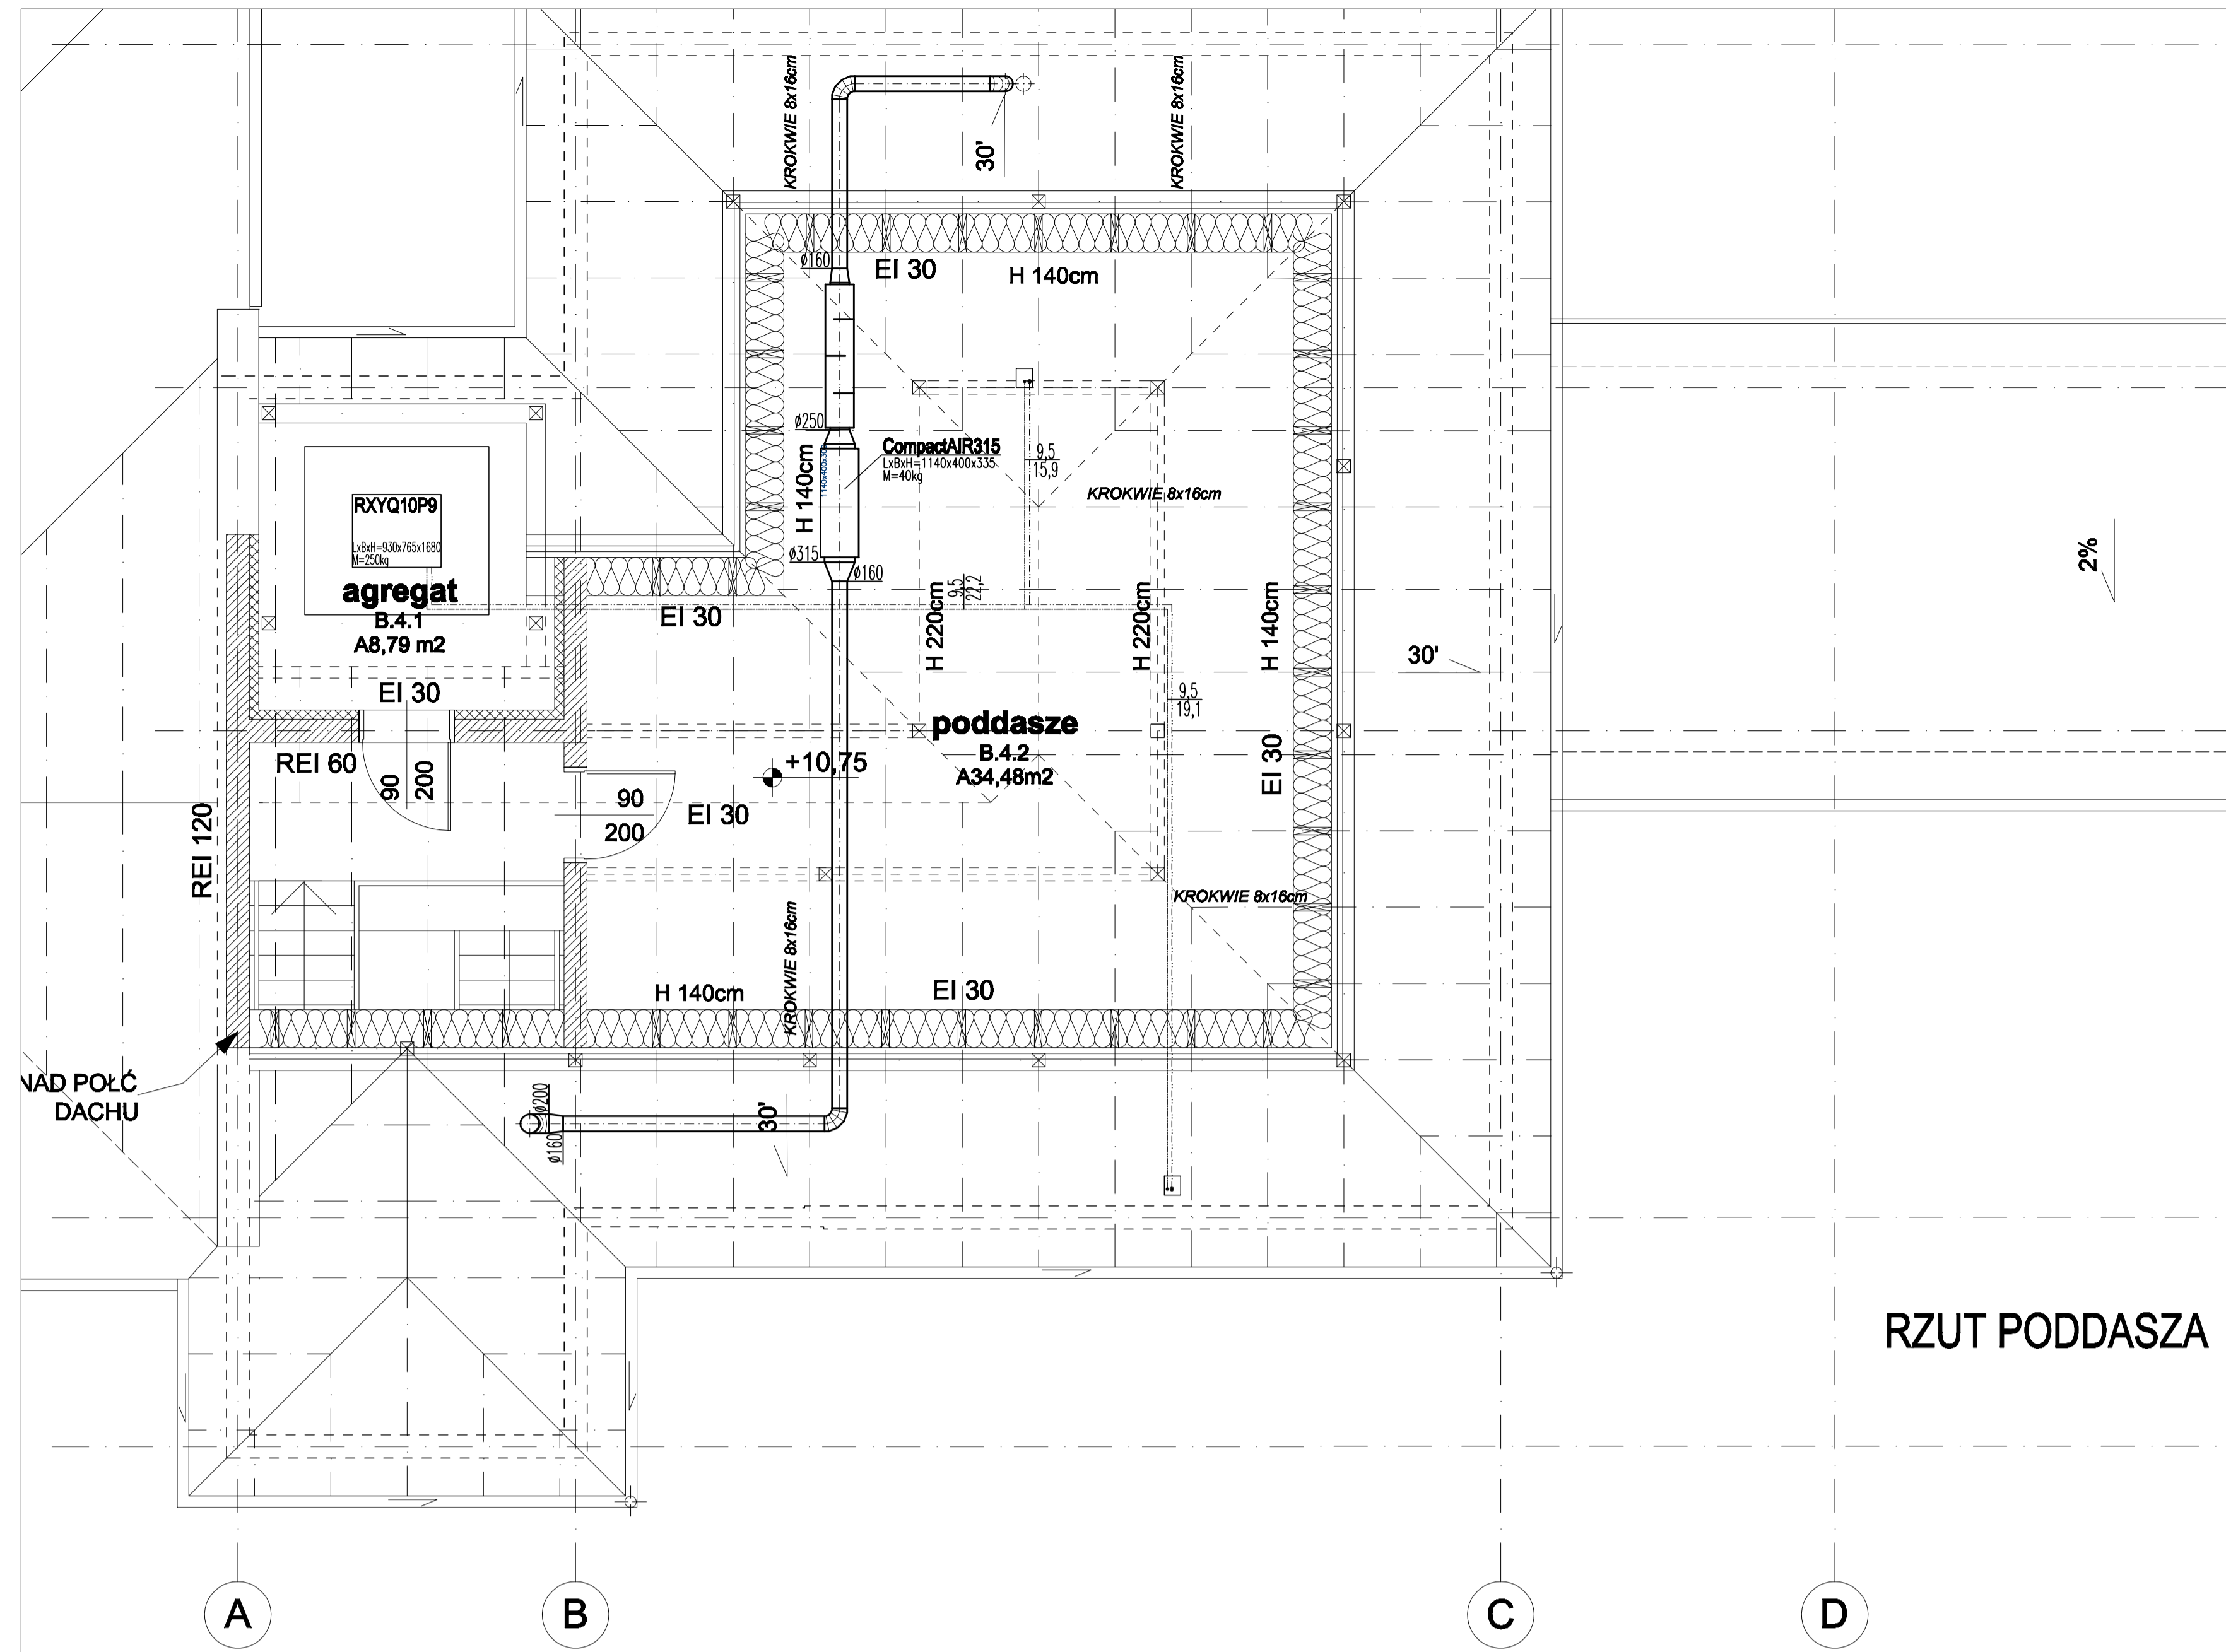 KROKWIE 8x16cm
KROKWIE 8x16cm
30'
ø160
EI 30
H 140cm
ø250
H 140cm
1140x400x335
CompactAIR315
LxBxH=1140x400x335
M=40kg
9,5
15,9
KROKWIE 8x16cm
RXYQ10P9
LxBxH=930x765x1680
M=250kg
ø315
ø160
agregat
B.4.1
A8,79 m2
EI 30
EI 30
H 220cm
9,5
22,2
H 220cm
H 140cm
2%
30'
9,5
19,1
poddasze
B.4.2
A34,48m2
+10,75
EI 30
REI 60
90
200
90
200
EI 30
REI 120
KROKWIE 8x16cm
KROKWIE 8x16cm
H 140cm
EI 30
NAD POŁĆ
DACHU
ø200
ø160
30'
RZUT PODDASZA
A
B
C
D